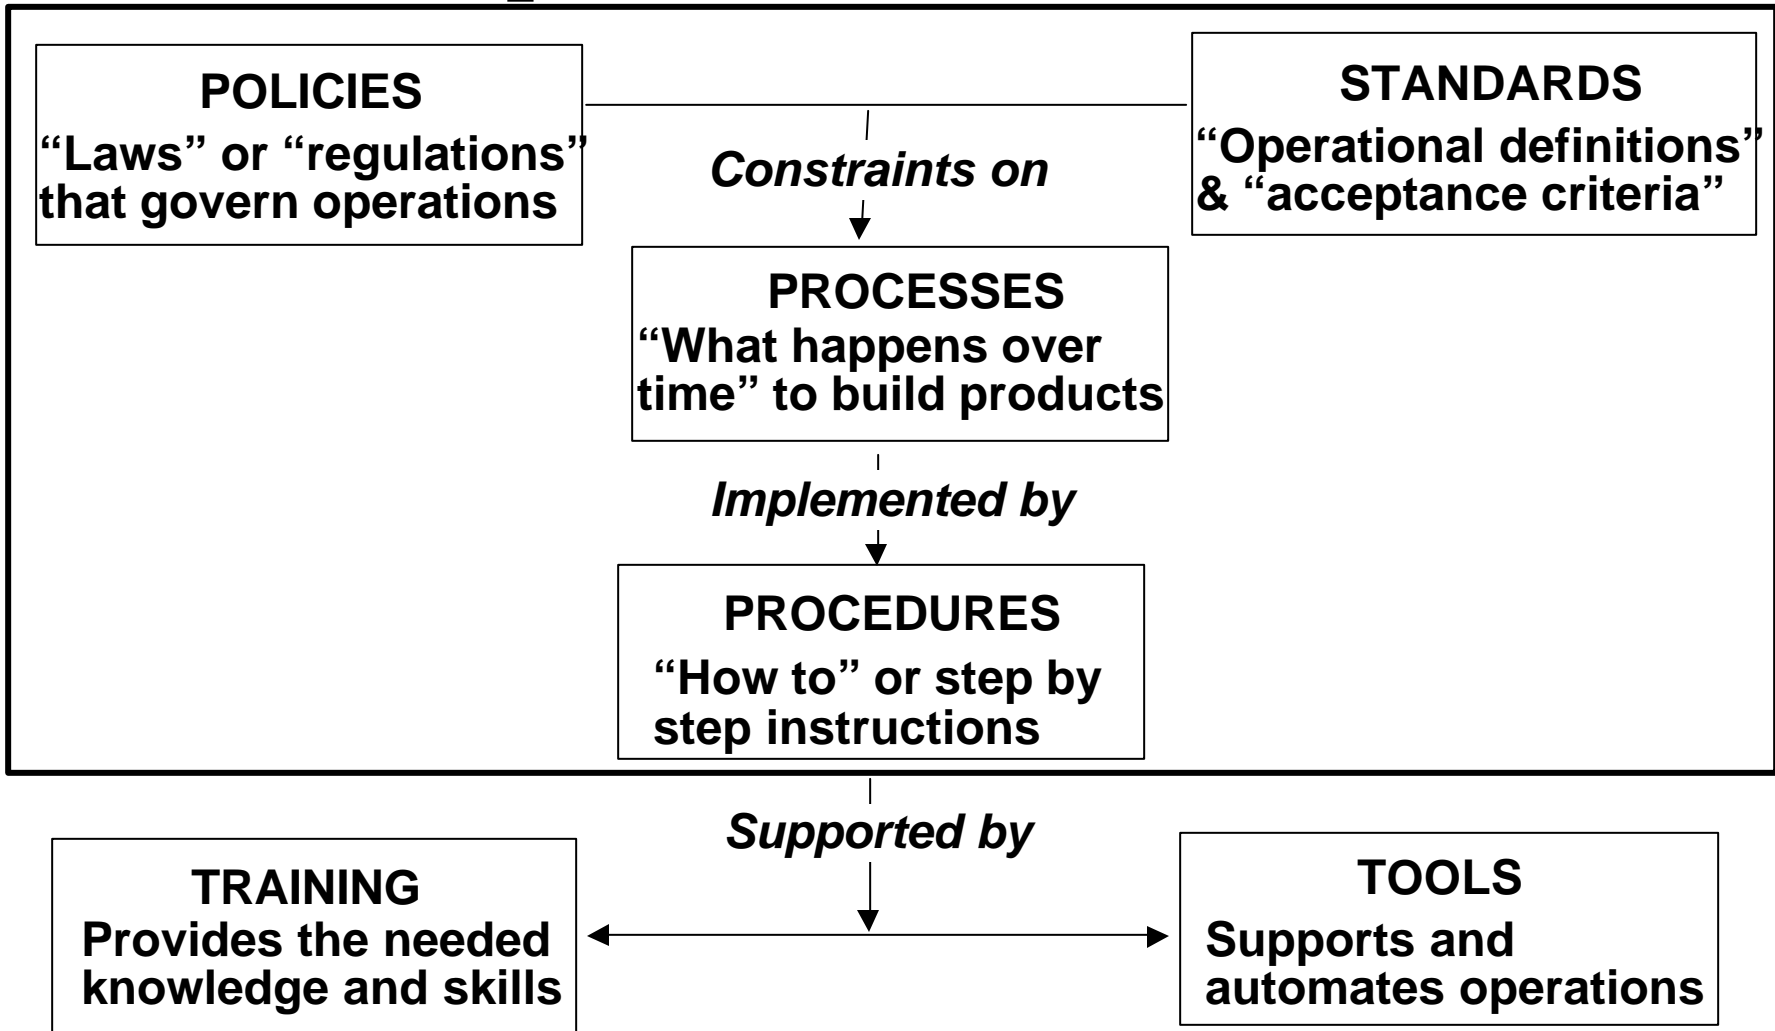 POLICIES
“Laws” or “regulations”
that govern operations
STANDARDS
“Operational definitions”
& “acceptance criteria”
Constraints on
PROCESSES
“What happens over
time” to build products
Implemented by
PROCEDURES
“How to” or step by
step instructions
Supported by
TRAINING
Provides the needed
knowledge and skills
TOOLS
Supports and
automates operations